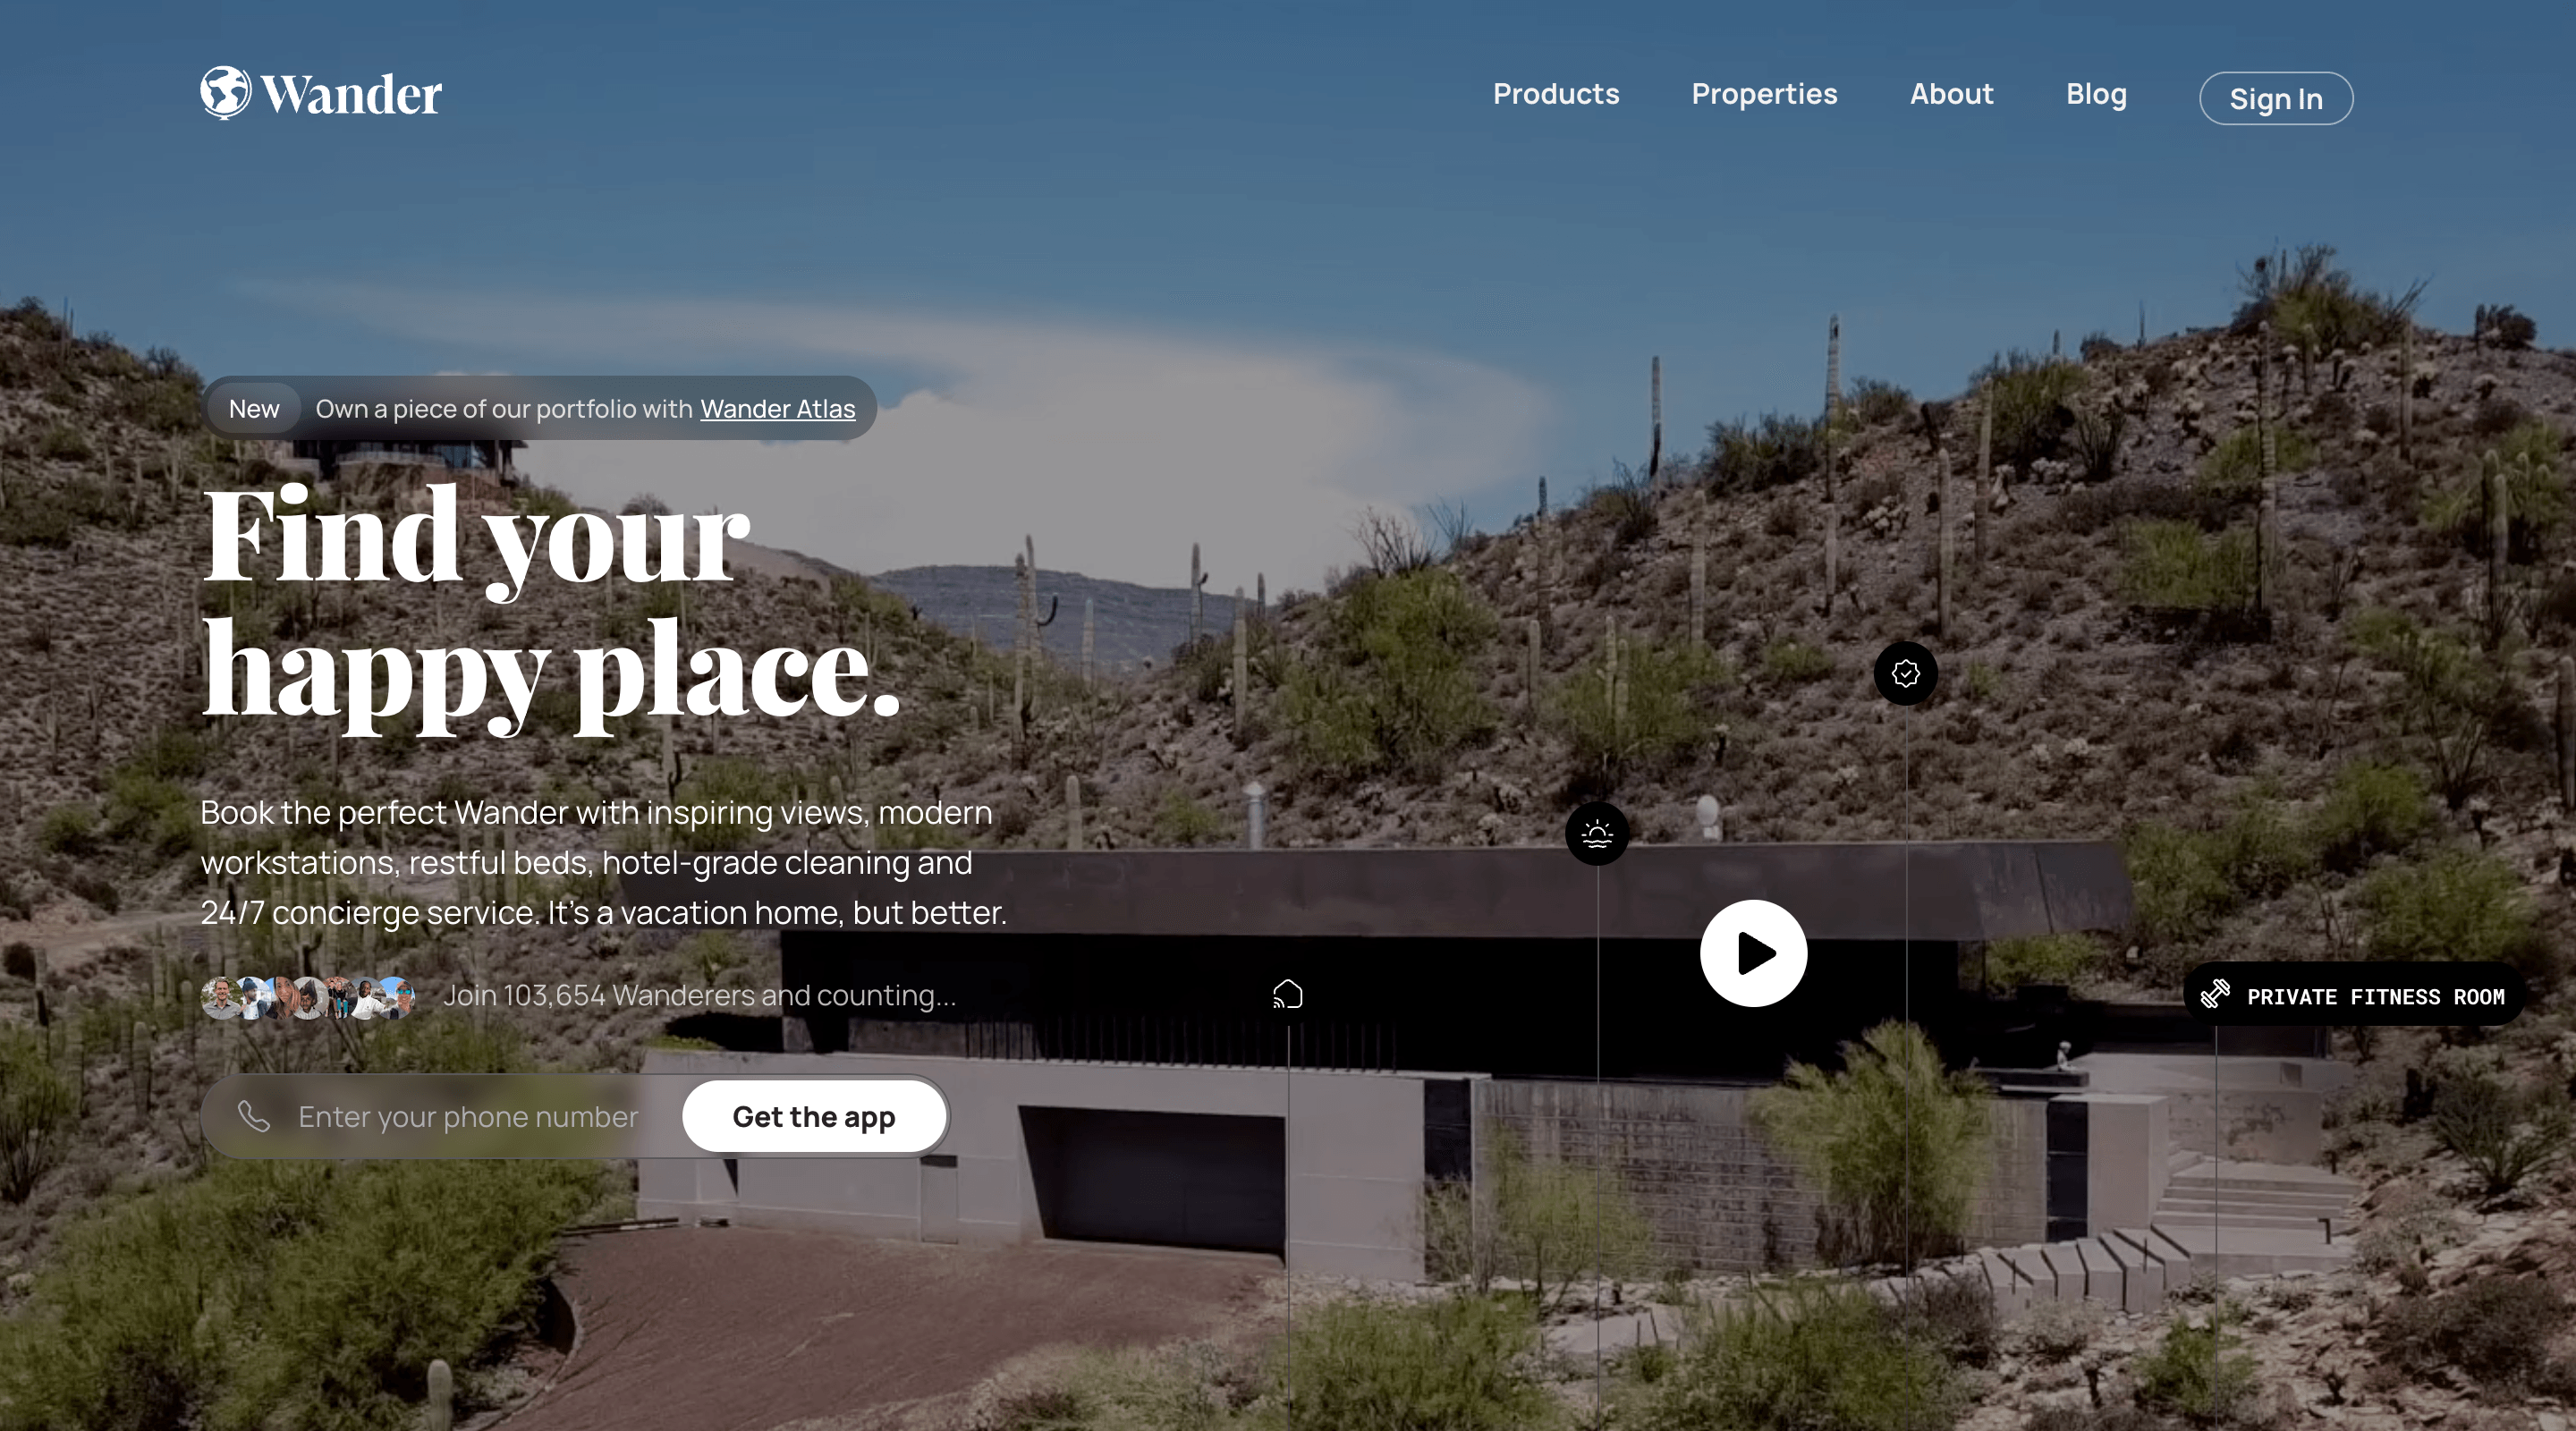 Wander
Products
Properties
About
Blog
Sign In
New Own a piece of our portfolio with Wander Atlas
Find your
happy place.
Book the perfect Wander with inspiring views, modern
workstations, restful beds, hotel-grade cleaning and
24/7 concierge service. It’s a vacation home, but better.
Join 103,654 Wanderers and counting...
PRIVATE FITNESS ROOM
Enter your phone number
Get the app